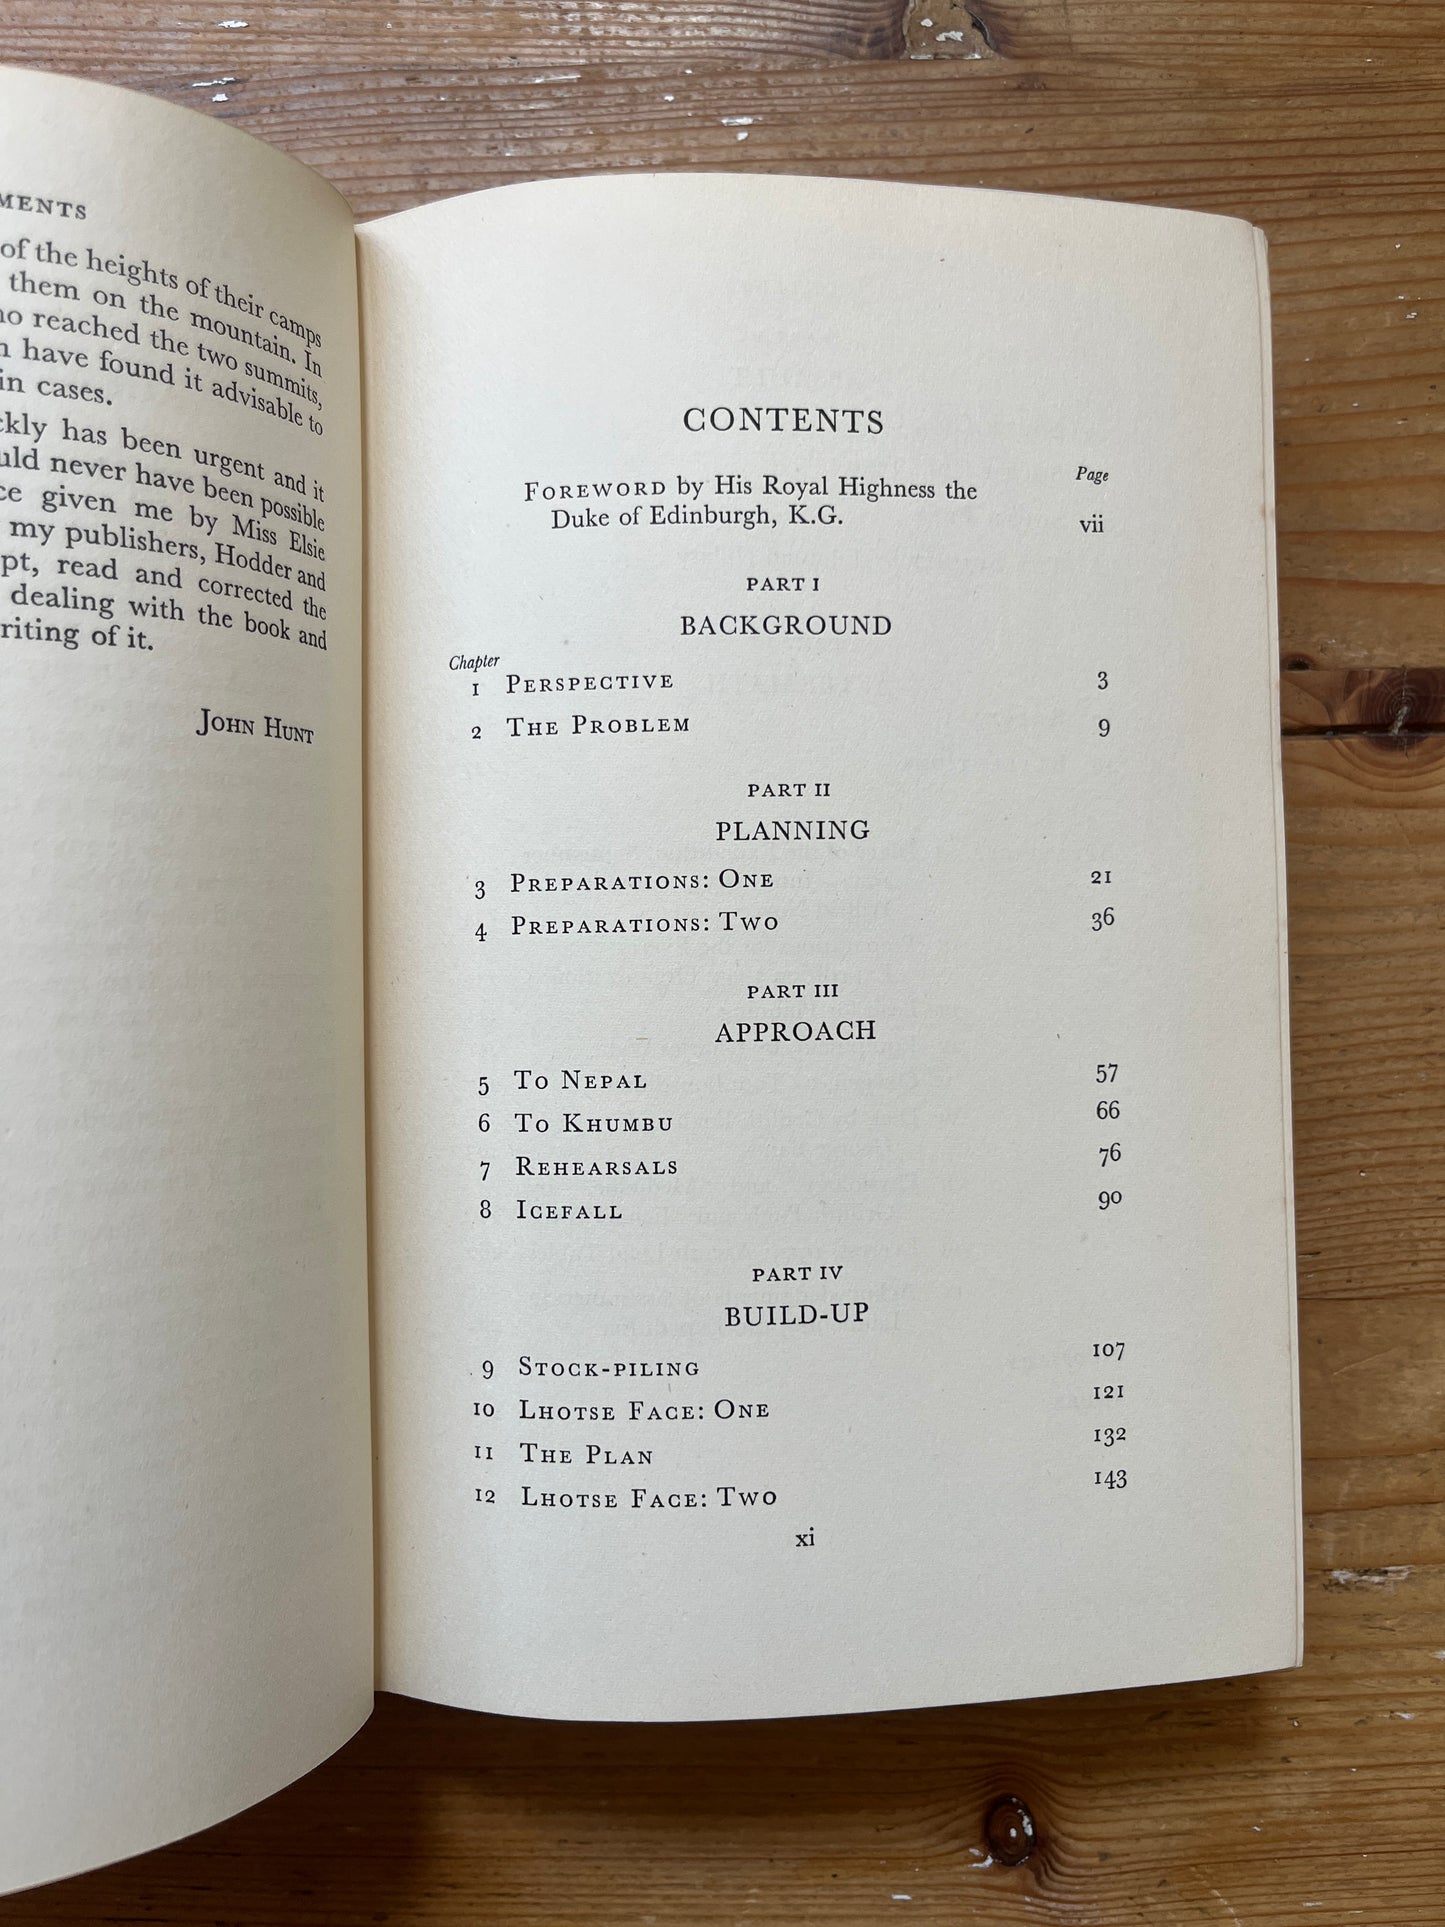 MENTS
of the heights of their camps
them on the mountain. In
reached the two summits,
have found it advisable to
in cases.
has been urgent and it
never have been possible
given me by Miss Elsie
my publishers, Hodder and
read and corrected the
dealing with the book and
riting of it.
John Hunt
CONTENTS
Page
Foreword by His Royal Highness the
Duke of Edinburgh, K.G. vii
PART I
BACKGROUND
Chapter
1 Perspective 3
2 The Problem 9
PART II
PLANNING
3 Preparations: One 21
4 Preparations: Two 36
PART III
APPROACH
5 To Nepal 57
6 To Khumbu 66
7 Rehearsals 76
8 Icefall 90
PART IV
BUILD-UP
9 Stock-piling 107
10 Lhotse Face: One 121
11 The Plan 132
12 Lhotse Face: Two 143
xi